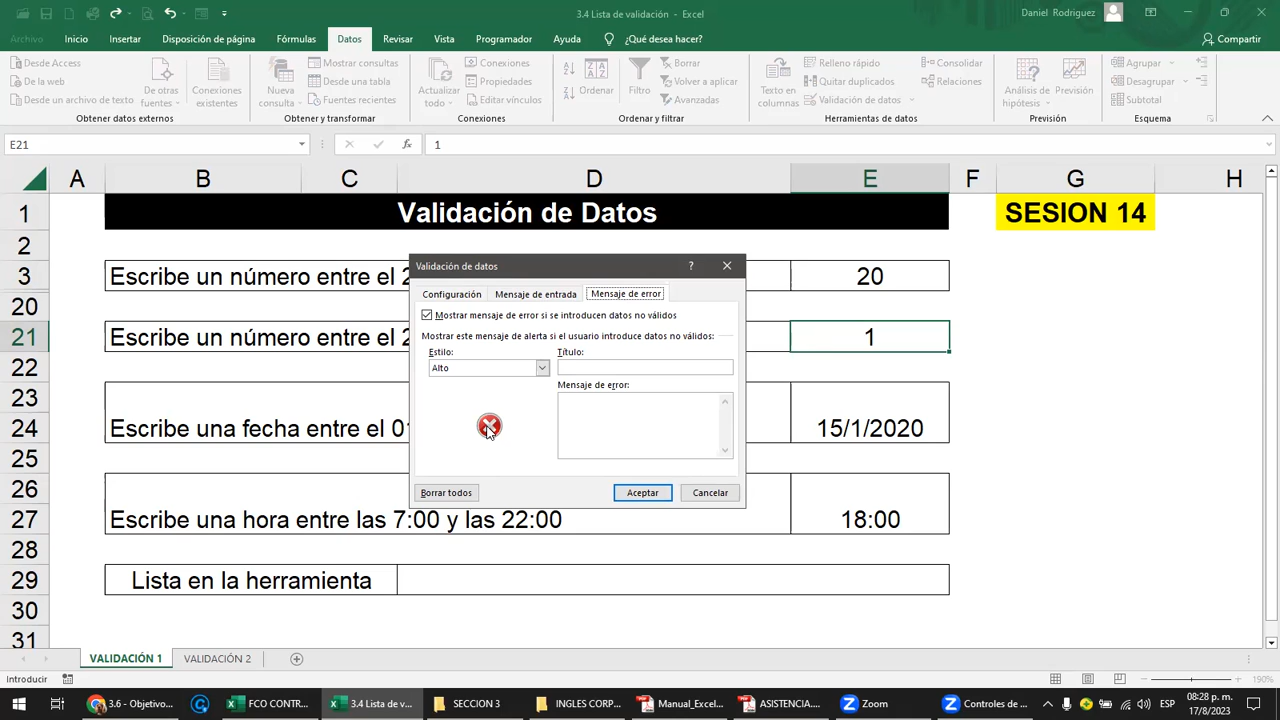 3.4 Lista de validación - Excel
Daniel Rodriguez
Archivo Inicio Insertar Disposición de página Fórmulas Datos Revisar Vista Programador Ayuda ¿Qué desea hacer? Compartir
Desde Access
De la web
Desde un archivo de texto
De otras fuentes
Conexiones existentes
Obtener datos externos
Nueva consulta
Mostrar consultas
Desde una tabla
Fuentes recientes
Obtener y transformar
Actualizar todo
Conexiones
Propiedades
Editar vínculos
Conexiones
Ordenar
Filtro
Borrar
Volver a aplicar
Avanzadas
Ordenar y filtrar
Texto en columnas
Relleno rápido
Quitar duplicados
Validación de datos
Consolidar
Relaciones
Herramientas de datos
Análisis de hipótesis
Previsión
Previsión
Agrupar
Desagrupar
Subtotal
Esquema
E21
1
A B C D E F G H
1 Validación de Datos SESION 14
2
3 Escribe un número entre el 2 20
20
21 Escribe un número entre el 2 1
22
23
24 Escribe una fecha entre el 0 15/1/2020
25
26
27 Escribe una hora entre las 7:00 y las 22:00 18:00
28
29 Lista en la herramienta
30
31
Validación de datos
?
Configuración Mensaje de entrada Mensaje de error
Mostrar mensaje de error si se introducen datos no válidos
Mostrar este mensaje de alerta si el usuario introduce datos no válidos:
Estilo: Título:
Alto
Mensaje de error:
Borrar todos Aceptar Cancelar
VALIDACIÓN 1 VALIDACIÓN 2
Introducir
190%
3.6 - Objetivo...
FCO CONTR...
3.4 Lista de v...
SECCION 3
INGLES CORP...
Manual_Excel...
ASISTENCIA...
Zoom
Controles de ...
ESP
08:28 p. m.
17/8/2023